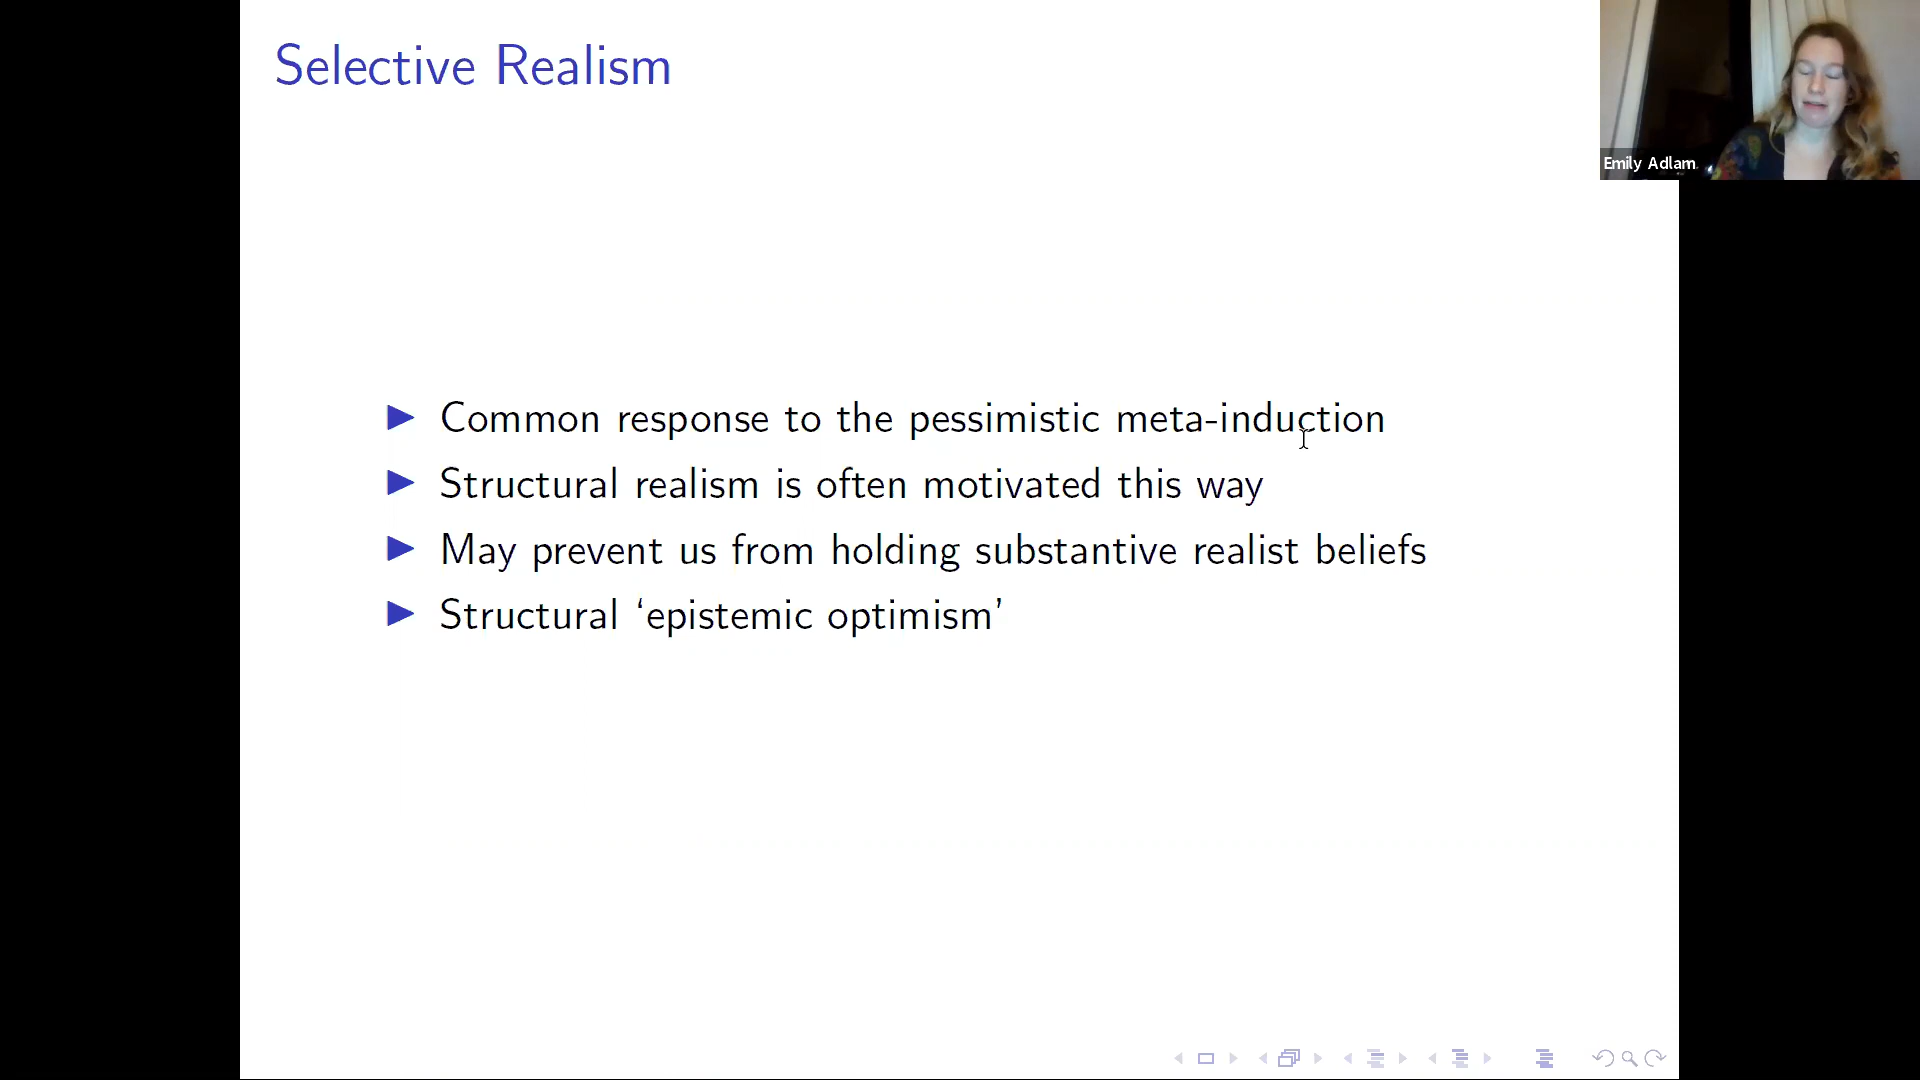 Selective Realism
Emily Adlam
▶ Common response to the pessimistic meta-induction
▶ Structural realism is often motivated this way
▶ May prevent us from holding substantive realist beliefs
▶ Structural ‘epistemic optimism’